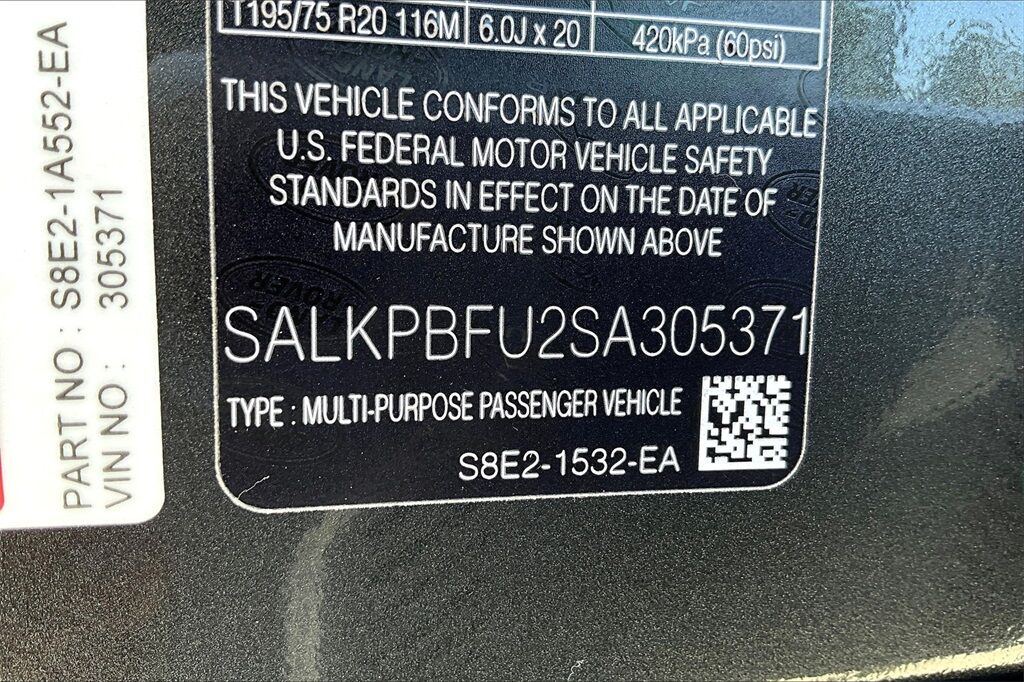 T195/75 R20 116M 6.0J x 20 420kPa (60psi)
THIS VEHICLE CONFORMS TO ALL APPLICABLE
U.S. FEDERAL MOTOR VEHICLE SAFETY
STANDARDS IN EFFECT ON THE DATE OF
MANUFACTURE SHOWN ABOVE
SALKPBFU2SA305371
TYPE : MULTI-PURPOSE PASSENGER VEHICLE
S8E2-1532-EA
PART NO : S8E2-1A552-EA
VIN NO : 305371
LAND
ROVER